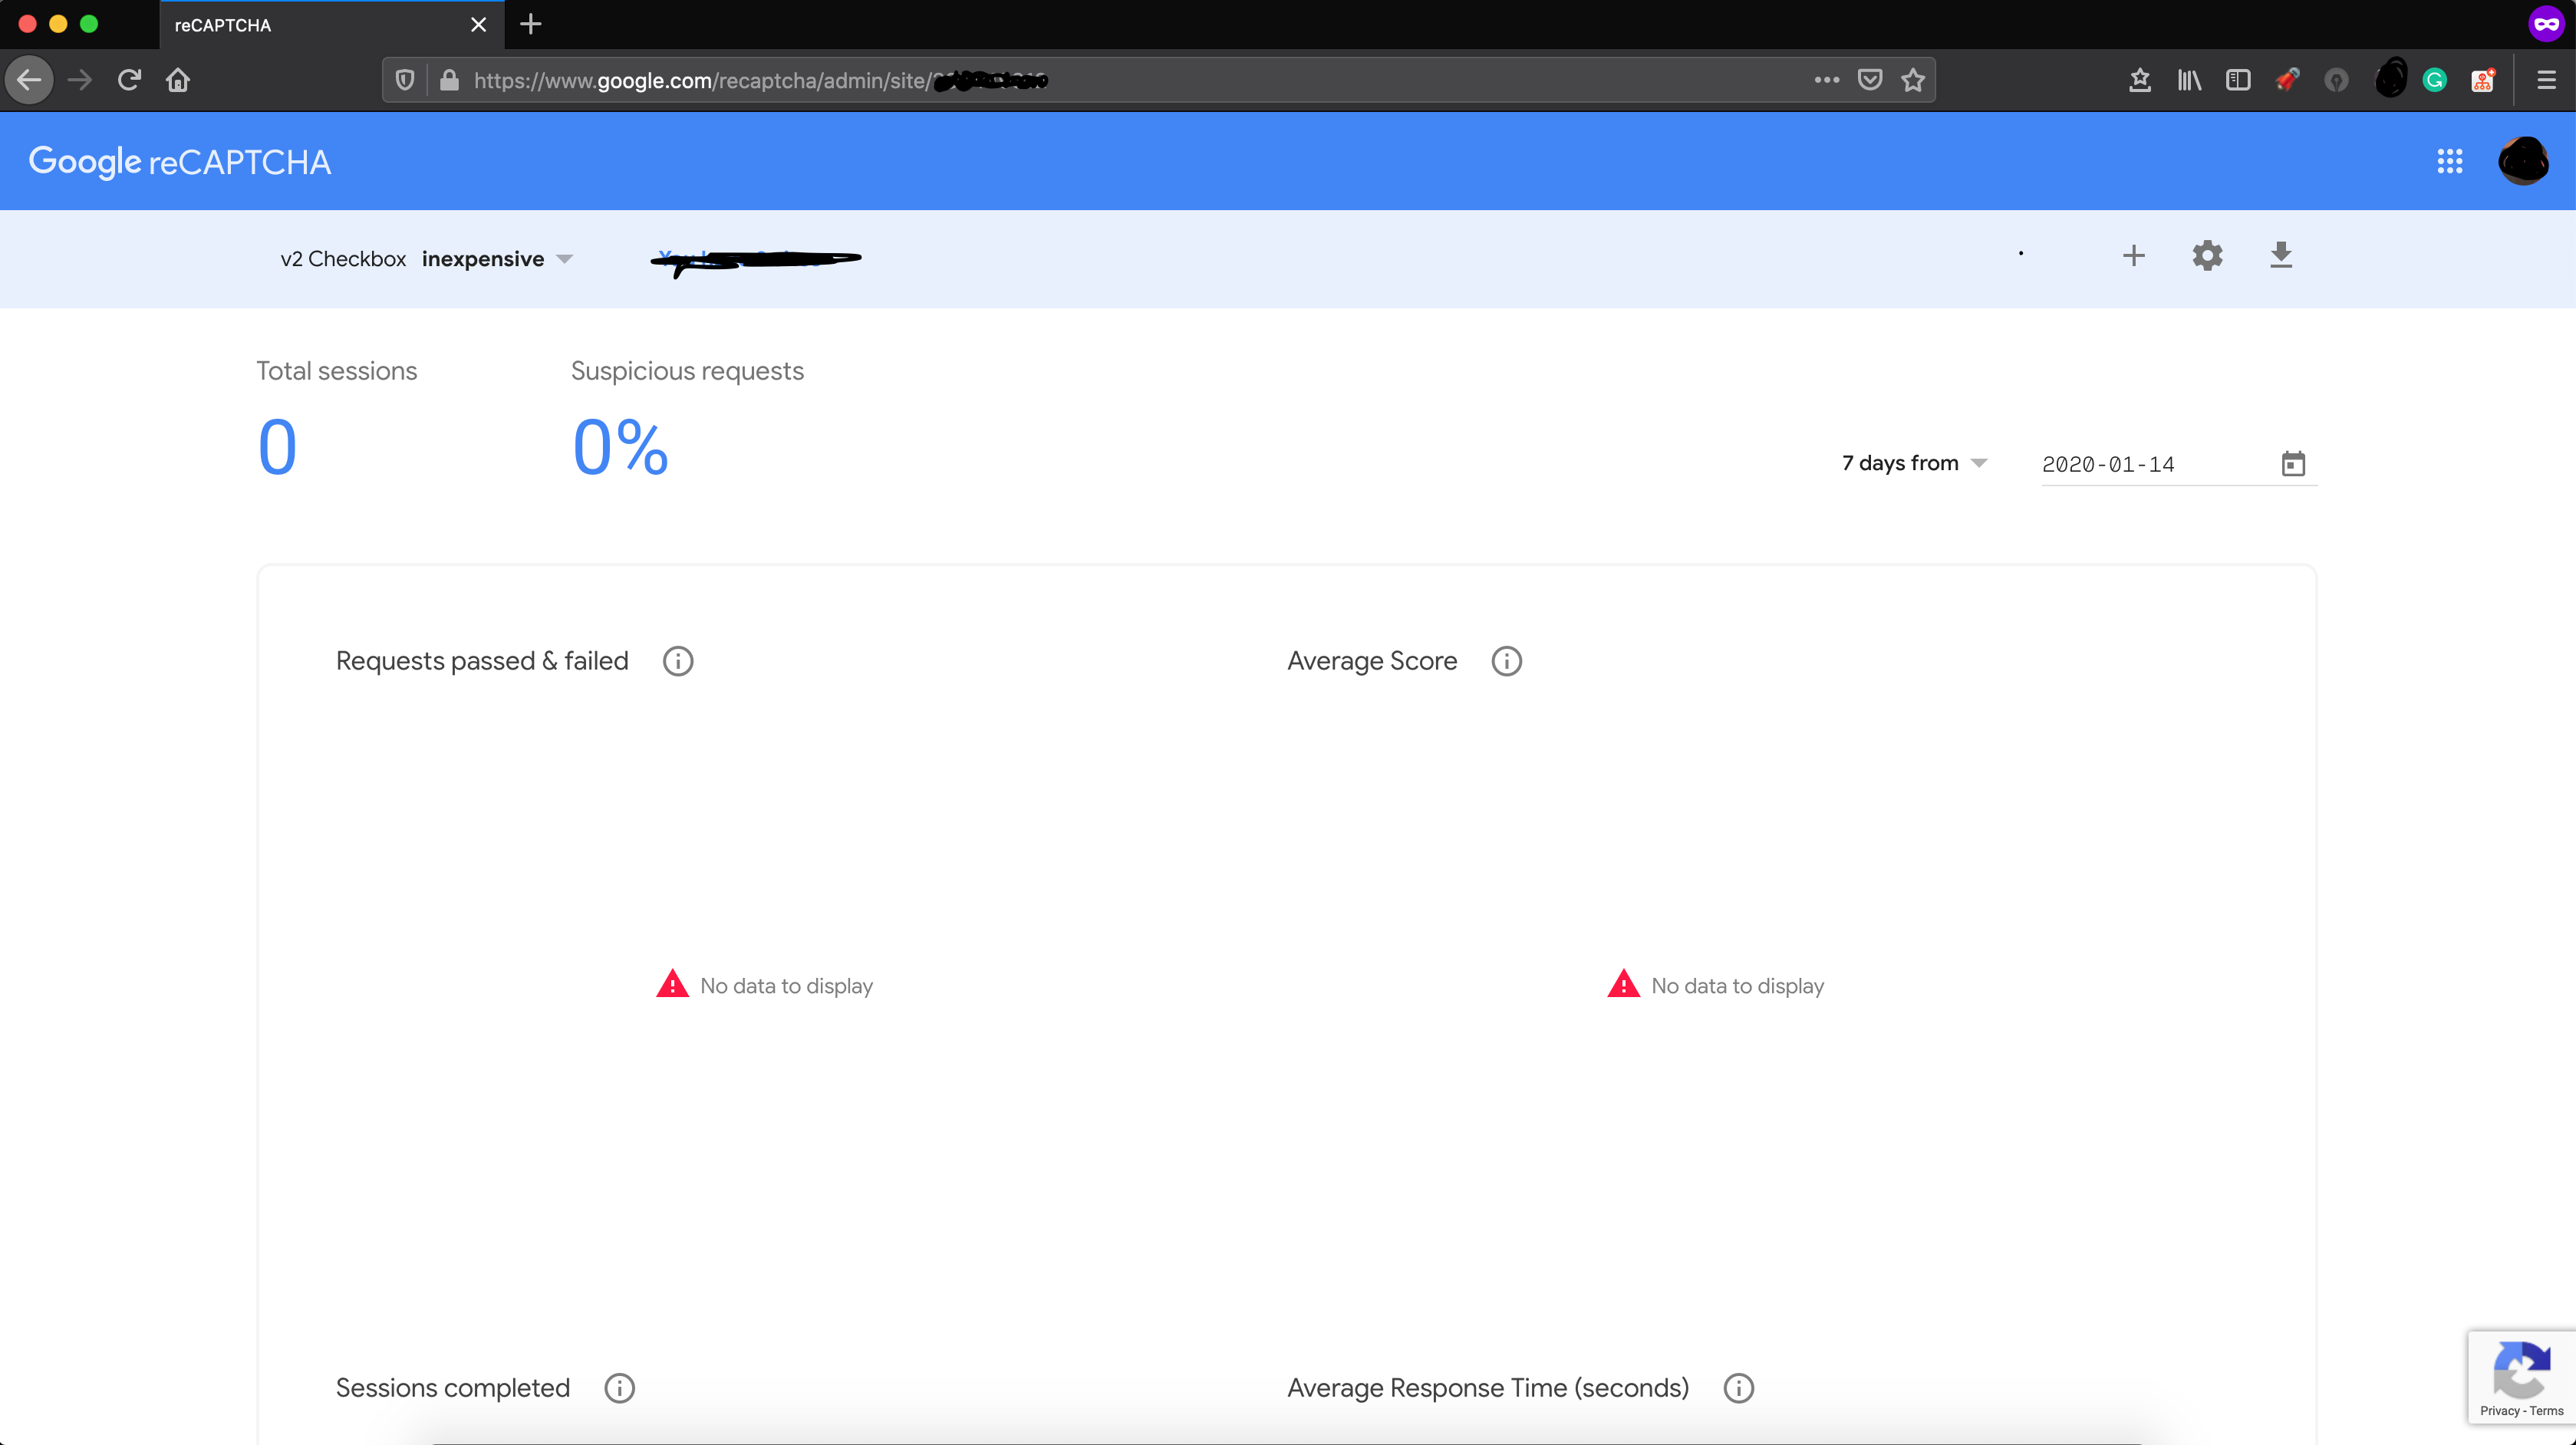 reCAPTCHA
https://www.google.com/recaptcha/admin/site/
Google reCAPTCHA
v2 Checkbox inexpensive
Total sessions
Suspicious requests
0
0%
7 days from
2020-01-14
Requests passed & failed
Average Score
No data to display
No data to display
Sessions completed
Average Response Time (seconds)
Privacy - Terms